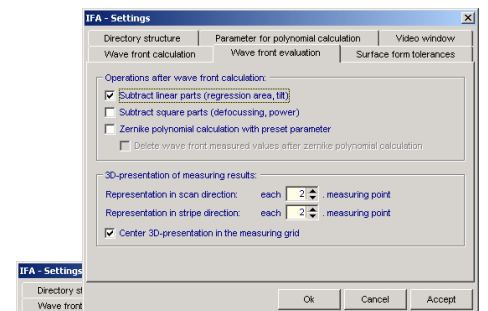 IFA - Settings
Directory structure
Parameter for polynomial calculation
Video window
Wave front calculation
Wave front evaluation
Surface form tolerances
Operations after wave front calculation:
Subtract linear parts (regression area, tilt)
Subtract square parts (defocussing, power)
Zernike polynomial calculation with preset parameter
Delete wave front measured values after zernike polynomial calculation
3D-presentation of measuring results:
Representation in scan direction: each 2 . measuring point
Representation in stripe direction: each 2 . measuring point
Center 3D-presentation in the measuring grid
Ok
Cancel
Accept
IFA - Settings
Directory st
Wave front